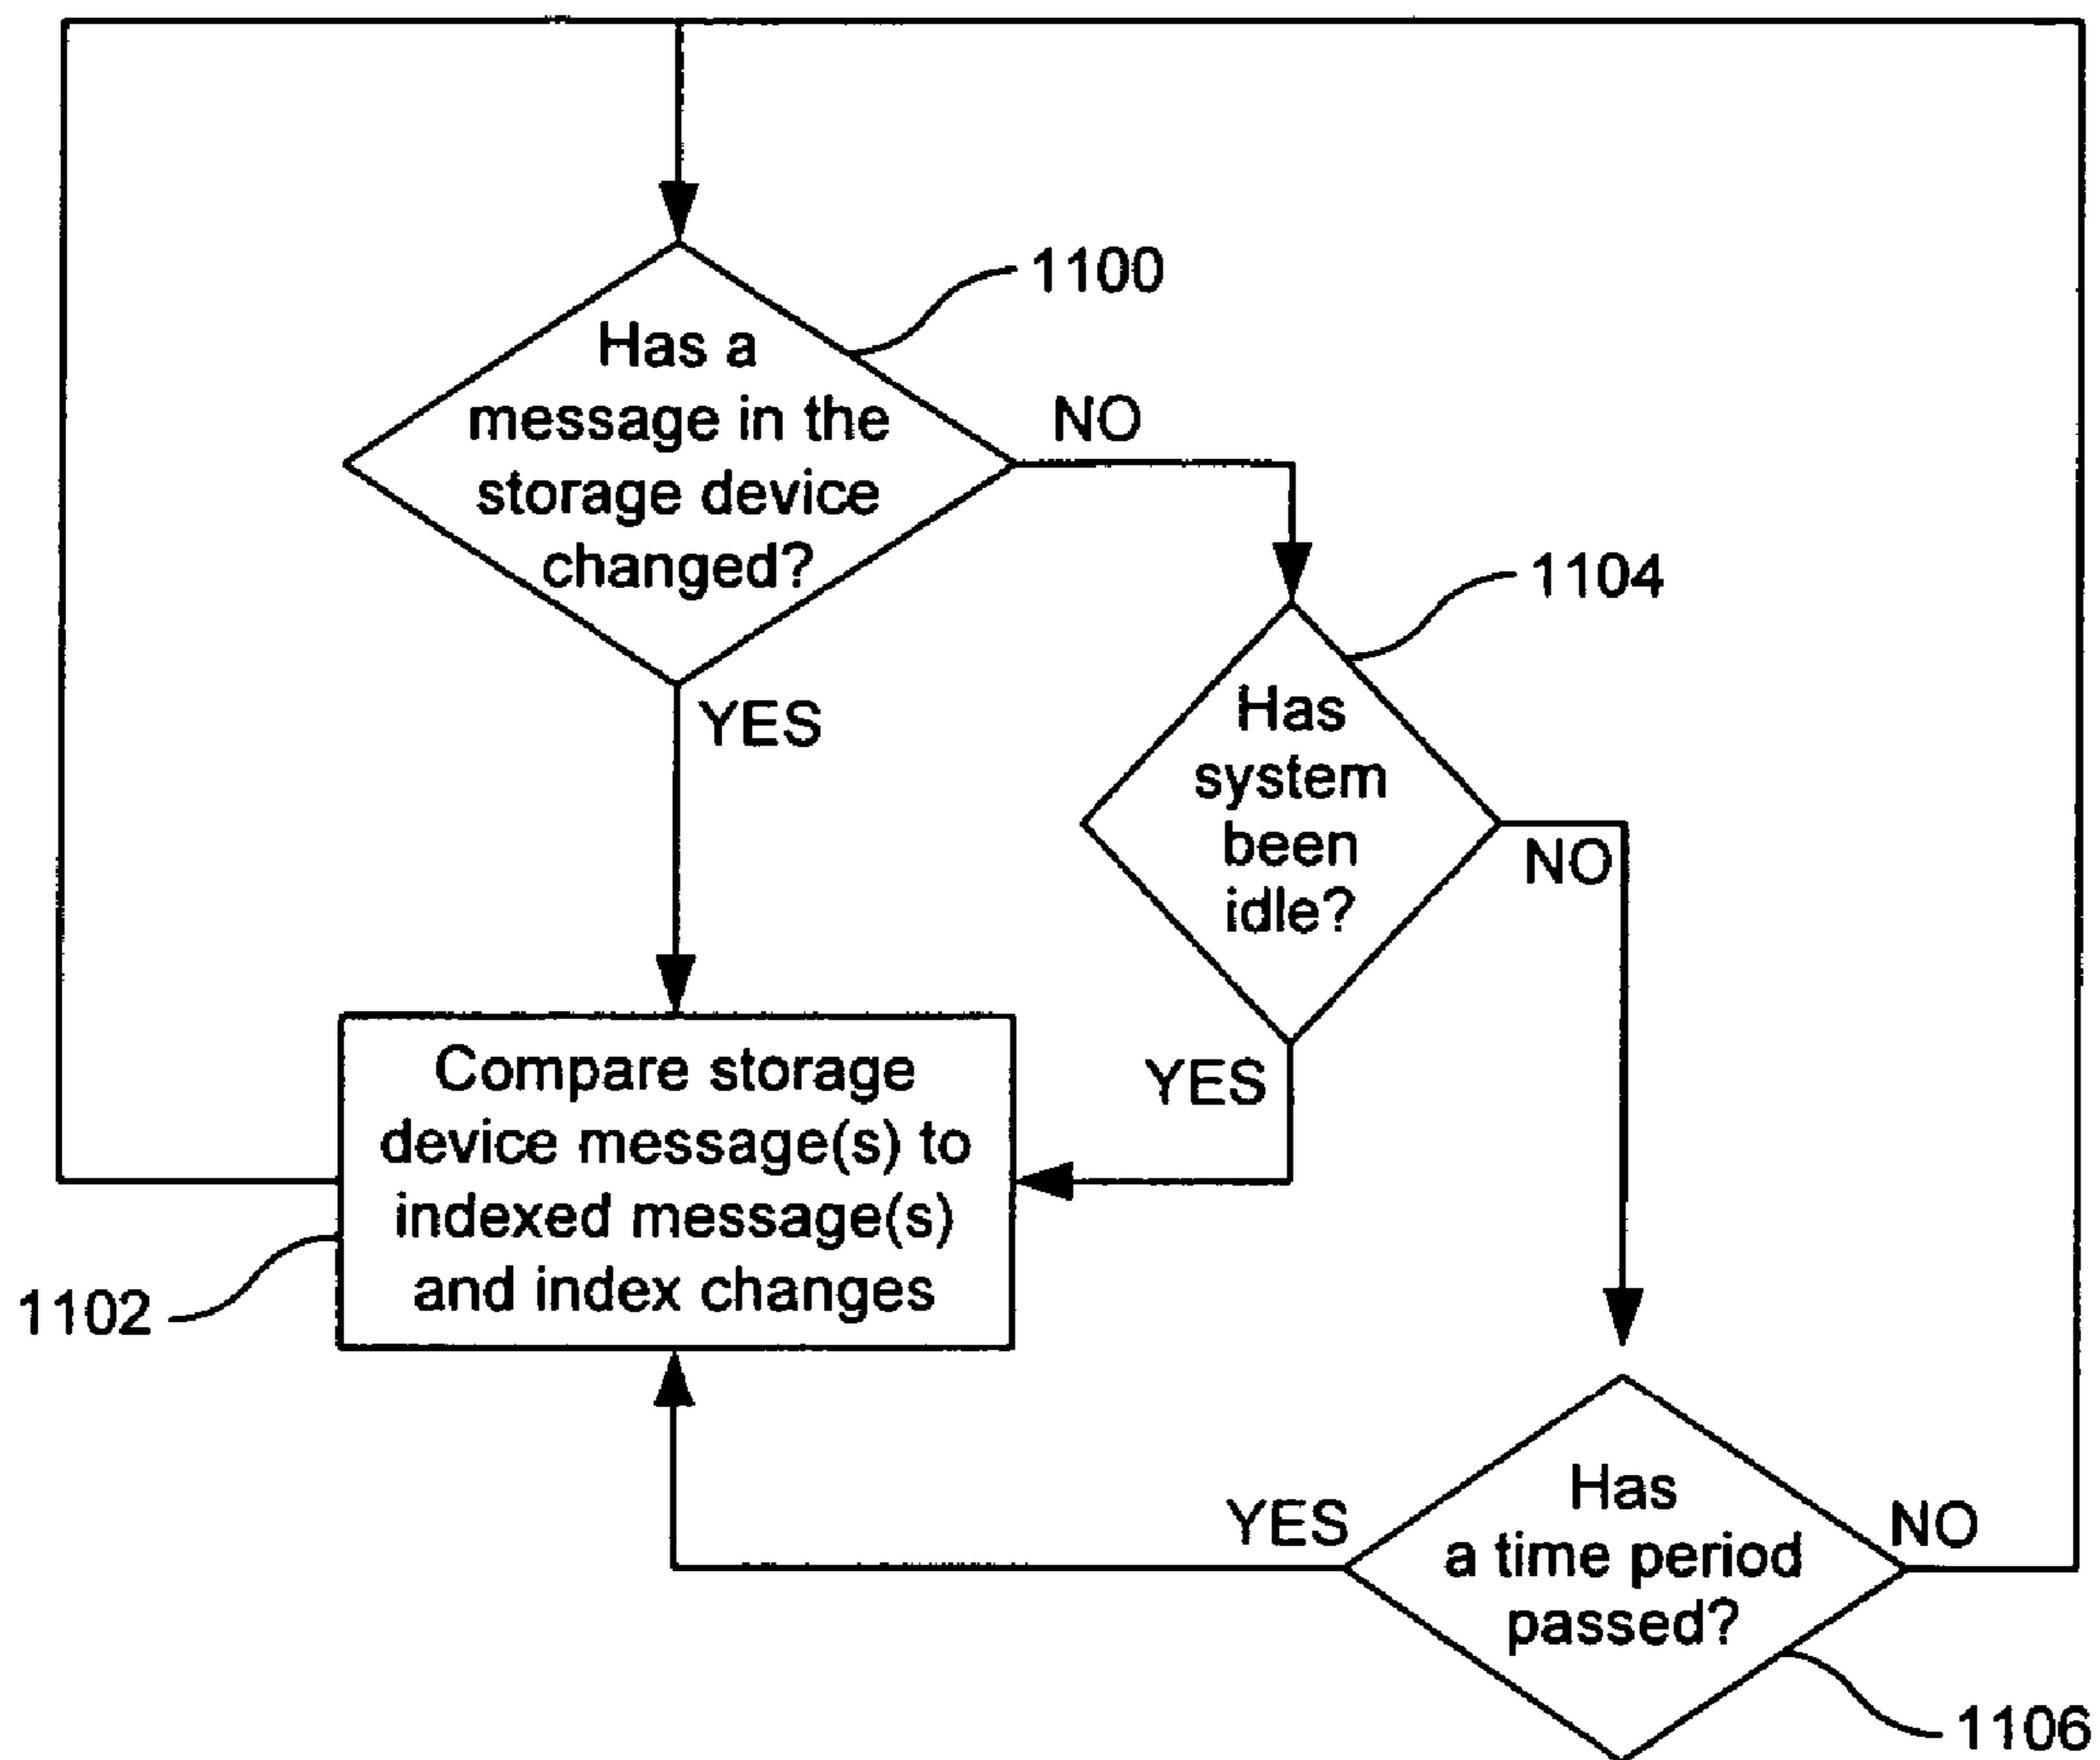 1100
Has a
message in the
storage device
changed?
NO
YES
1104
Has
system
been
idle?
NO
YES
Compare storage
device message(s) to
indexed message(s)
and index changes
1102
Has
a time period
passed?
YES
NO
1106